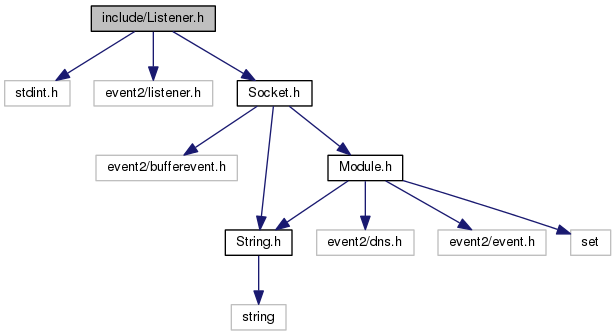 include/Listener.h
stdint.h
event2/listener.h
Socket.h
event2/bufferevent.h
Module.h
String.h
event2/dns.h
event2/event.h
set
string